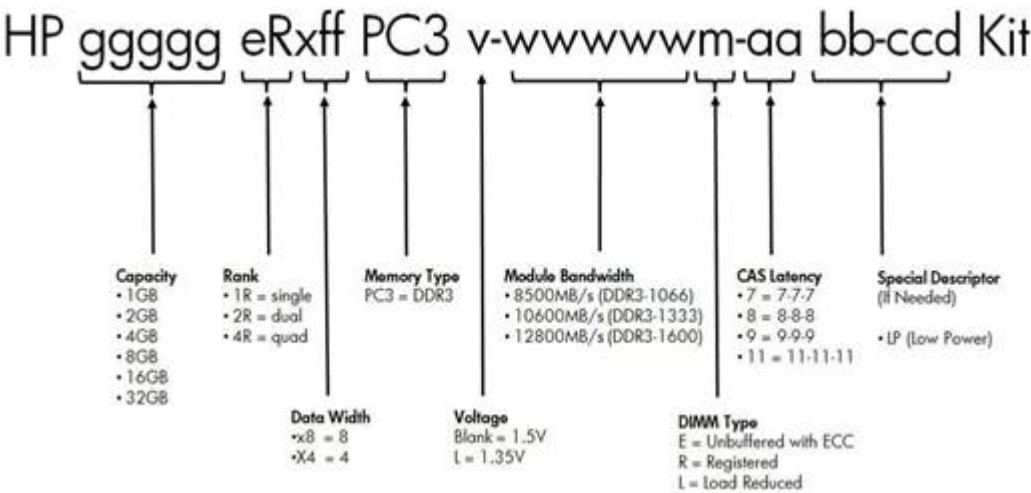 HP ggggg eRxff PC3 v-wwwwwm-aa bb-ccd Kit
Capacity
• 1GB
• 2GB
• 4GB
• 8GB
• 16GB
• 32GB
Rank
• 1R = single
• 2R = dual
• 4R = quad
Data Width
•x8 = 8
•X4 = 4
Memory Type
PC3 = DDR3
Voltage
Blank = 1.5V
L = 1.35V
Module Bandwidth
• 8500MB/s (DDR3-1066)
• 10600MB/s (DDR3-1333)
• 12800MB/s (DDR3-1600)
DIMM Type
E = Unbuffered with ECC
R = Registered
L = Load Reduced
CAS Latency
• 7 = 7-7-7
• 8 = 8-8-8
• 9 = 9-9-9
• 11 = 11-11-11
Special Descriptor
(If Needed)
• LP (Low Power)